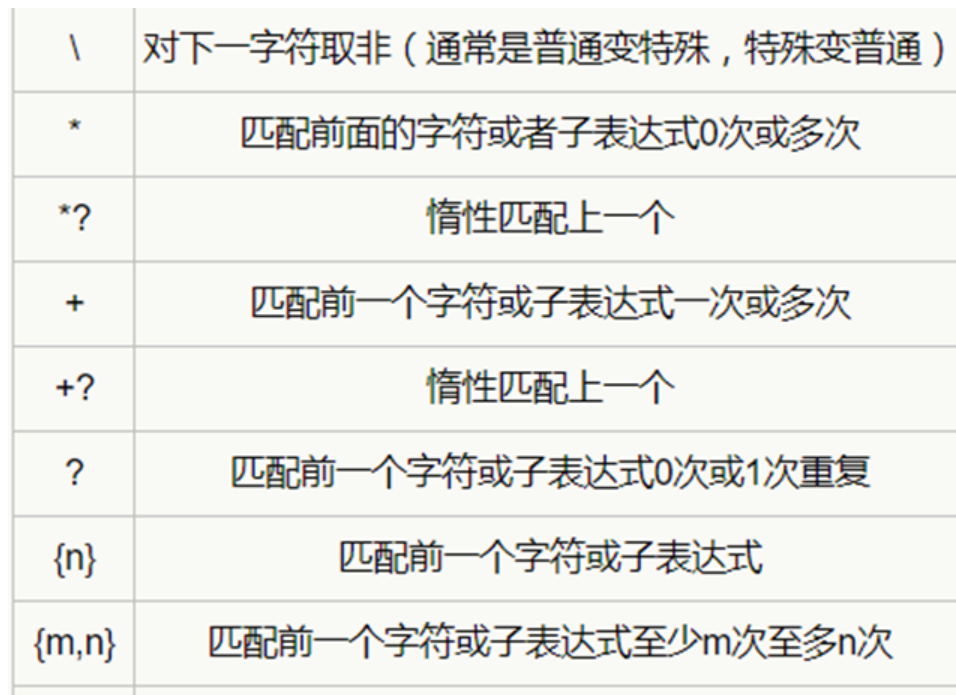 \ 对下一字符取非（通常是普通变特殊，特殊变普通）
* 匹配前面的字符或者子表达式0次或多次
*? 惰性匹配上一个
+ 匹配前一个字符或子表达式一次或多次
+? 惰性匹配上一个
? 匹配前一个字符或子表达式0次或1次重复
{n} 匹配前一个字符或子表达式
{m,n} 匹配前一个字符或子表达式至少m次至多n次